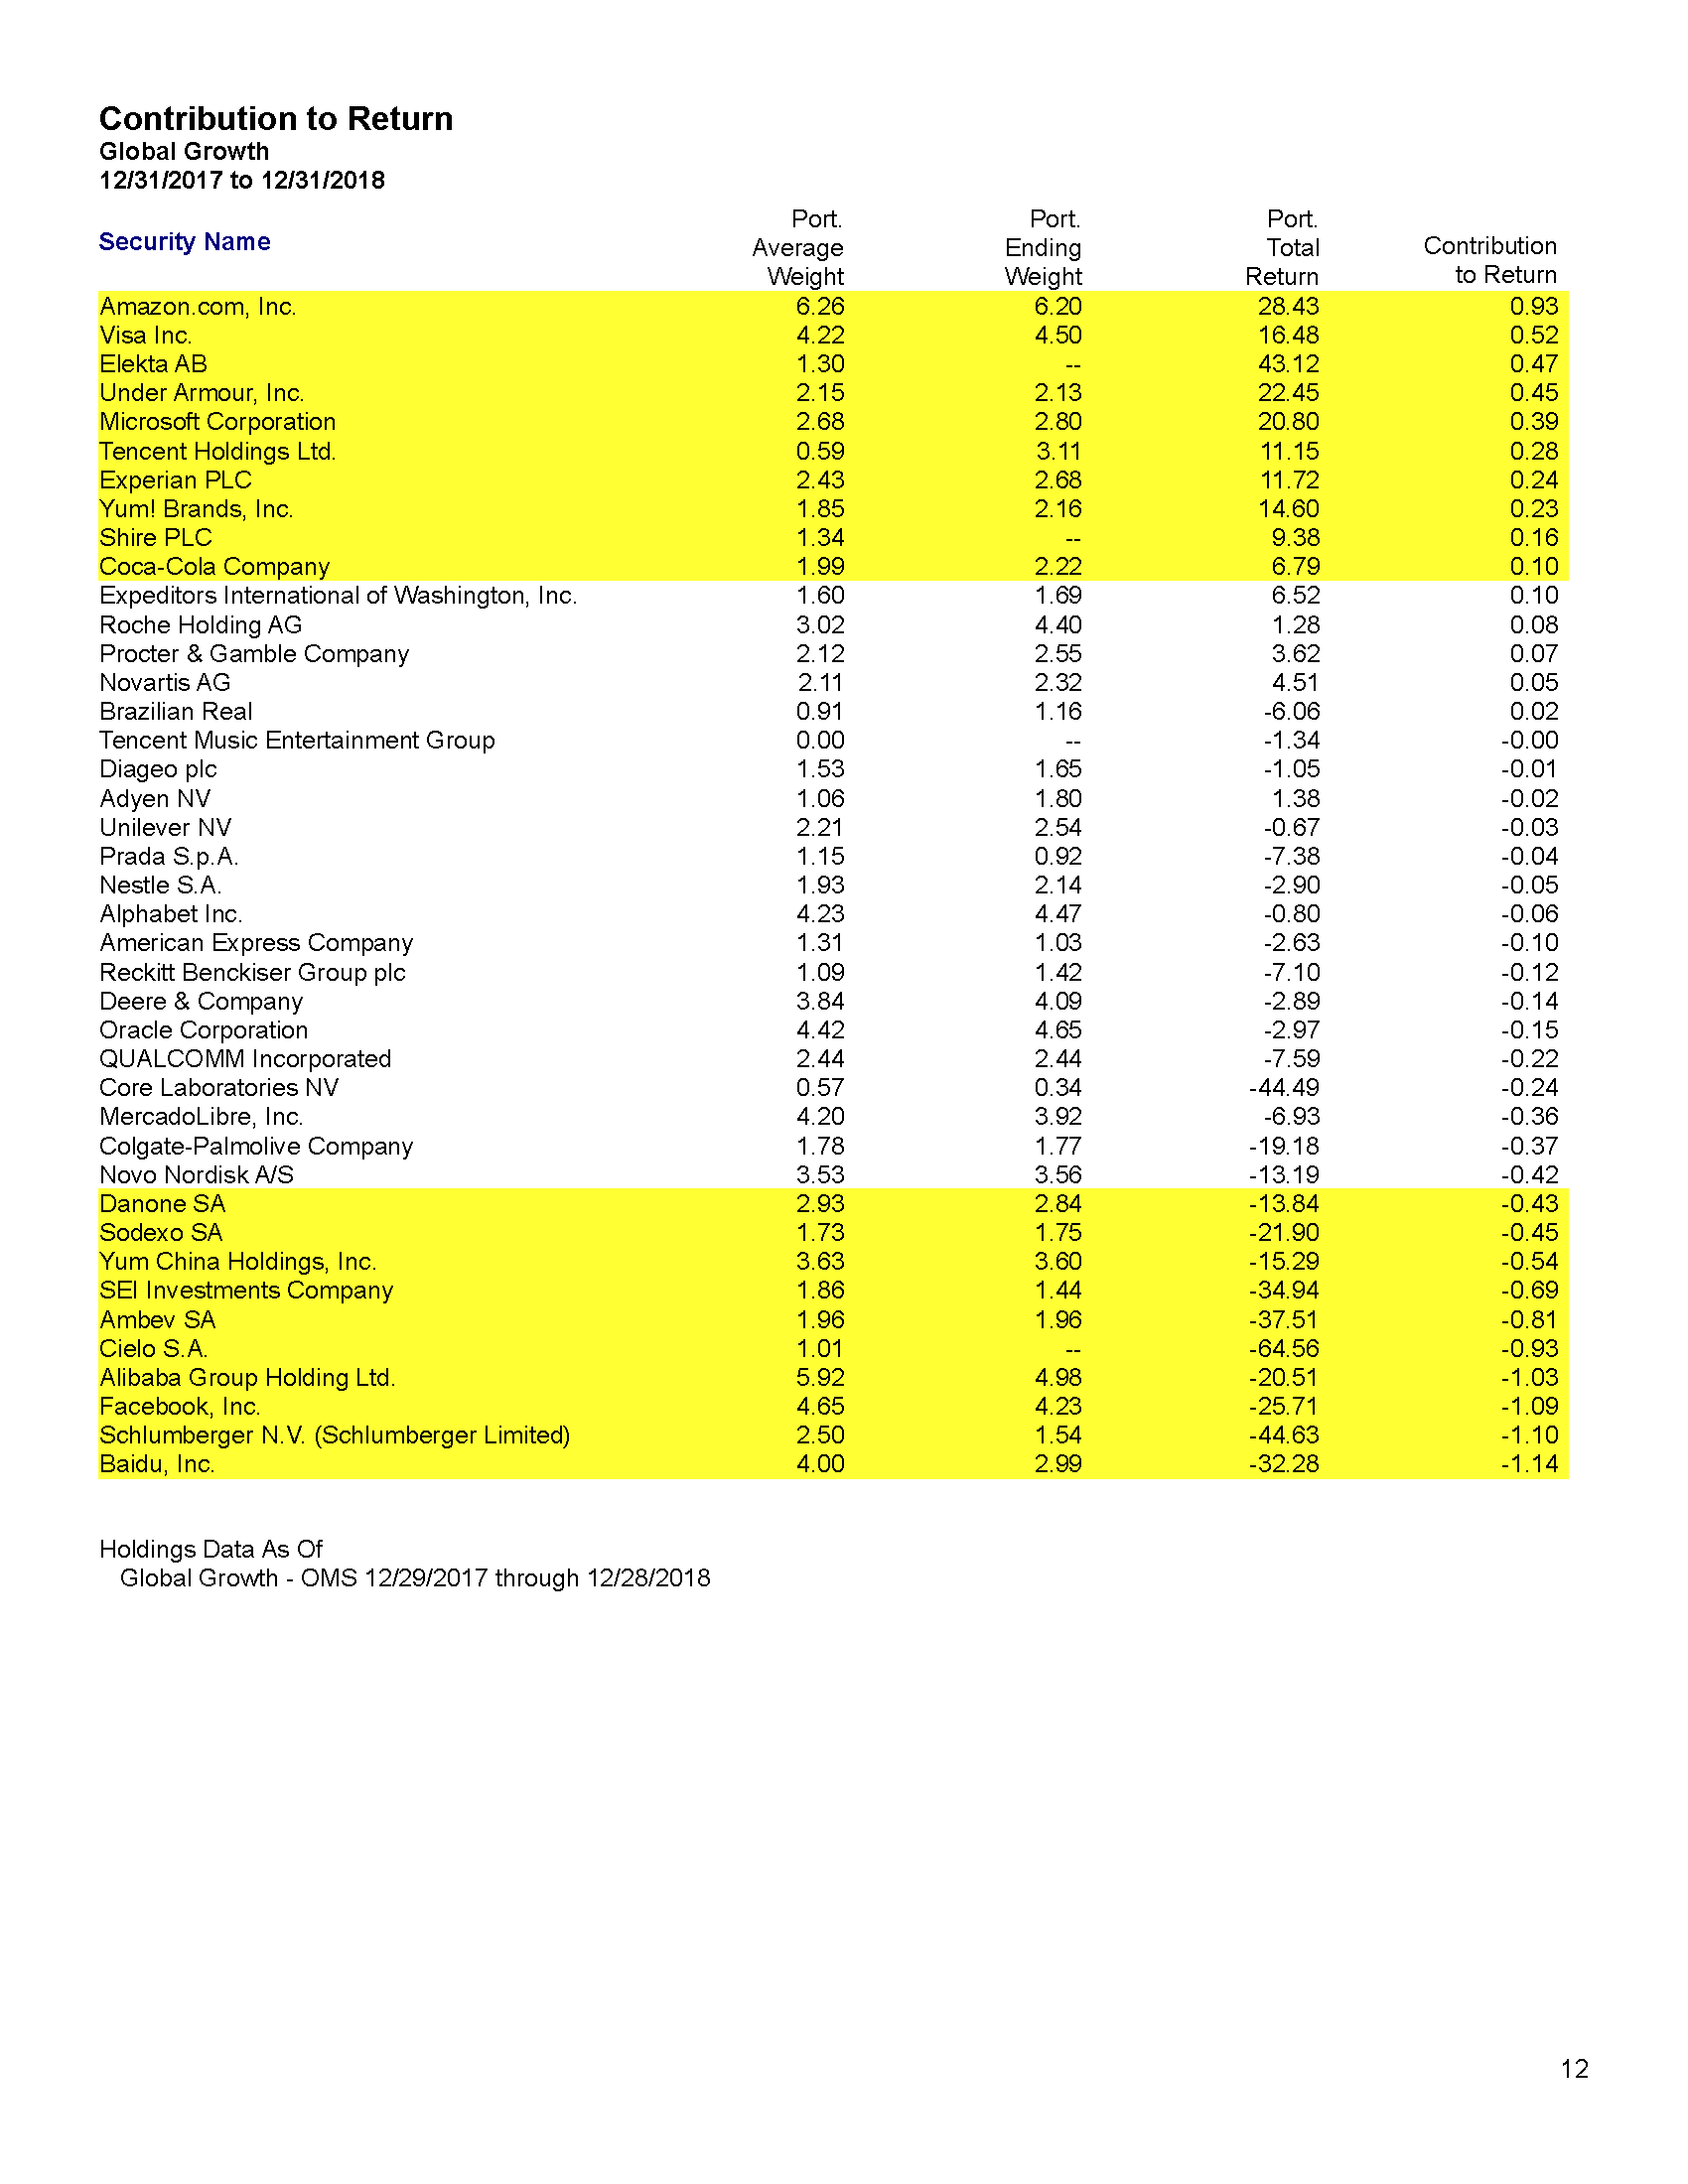 Contribution to Return
Global Growth
12/31/2017 to 12/31/2018
Security Name Port. Average Weight Port. Ending Weight Port. Total Return Contribution to Return
Amazon.com, Inc. 6.26 6.20 28.43 0.93
Visa Inc. 4.22 4.50 16.48 0.52
Elekta AB 1.30 -- 43.12 0.47
Under Armour, Inc. 2.15 2.13 22.45 0.45
Microsoft Corporation 2.68 2.80 20.80 0.39
Tencent Holdings Ltd. 0.59 3.11 11.15 0.28
Experian PLC 2.43 2.68 11.72 0.24
Yum! Brands, Inc. 1.85 2.16 14.60 0.23
Shire PLC 1.34 -- 9.38 0.16
Coca-Cola Company 1.99 2.22 6.79 0.10
Expeditors International of Washington, Inc. 1.60 1.69 6.52 0.10
Roche Holding AG 3.02 4.40 1.28 0.08
Procter & Gamble Company 2.12 2.55 3.62 0.07
Novartis AG 2.11 2.32 4.51 0.05
Brazilian Real 0.91 1.16 -6.06 0.02
Tencent Music Entertainment Group 0.00 -- -1.34 -0.00
Diageo plc 1.53 1.65 -1.05 -0.01
Adyen NV 1.06 1.80 1.38 -0.02
Unilever NV 2.21 2.54 -0.67 -0.03
Prada S.p.A. 1.15 0.92 -7.38 -0.04
Nestle S.A. 1.93 2.14 -2.90 -0.05
Alphabet Inc. 4.23 4.47 -0.80 -0.06
American Express Company 1.31 1.03 -2.63 -0.10
Reckitt Benckiser Group plc 1.09 1.42 -7.10 -0.12
Deere & Company 3.84 4.09 -2.89 -0.14
Oracle Corporation 4.42 4.65 -2.97 -0.15
QUALCOMM Incorporated 2.44 2.44 -7.59 -0.22
Core Laboratories NV 0.57 0.34 -44.49 -0.24
MercadoLibre, Inc. 4.20 3.92 -6.93 -0.36
Colgate-Palmolive Company 1.78 1.77 -19.18 -0.37
Novo Nordisk A/S 3.53 3.56 -13.19 -0.42
Danone SA 2.93 2.84 -13.84 -0.43
Sodexo SA 1.73 1.75 -21.90 -0.45
Yum China Holdings, Inc. 3.63 3.60 -15.29 -0.54
SEI Investments Company 1.86 1.44 -34.94 -0.69
Ambev SA 1.96 1.96 -37.51 -0.81
Cielo S.A. 1.01 -- -64.56 -0.93
Alibaba Group Holding Ltd. 5.92 4.98 -20.51 -1.03
Facebook, Inc. 4.65 4.23 -25.71 -1.09
Schlumberger N.V. (Schlumberger Limited) 2.50 1.54 -44.63 -1.10
Baidu, Inc. 4.00 2.99 -32.28 -1.14
Holdings Data As Of
Global Growth - OMS 12/29/2017 through 12/28/2018
12